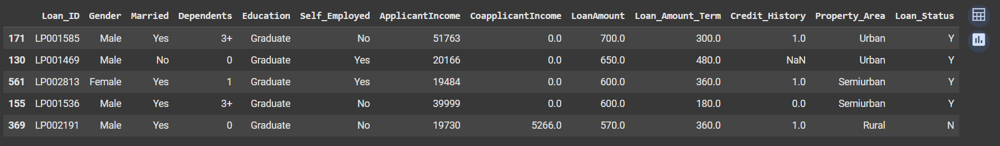 Loan_ID Gender Married Dependents Education Self_Employed ApplicantIncome CoapplicantIncome LoanAmount Loan_Amount_Term Credit_History Property_Area Loan_Status
171 LP001585 Male Yes 3+ Graduate No 51763 0.0 700.0 300.0 1.0 Urban Y
130 LP001469 Male No 0 Graduate Yes 20166 0.0 650.0 480.0 NaN Urban Y
561 LP002813 Female Yes 1 Graduate Yes 19484 0.0 600.0 360.0 1.0 Semiurban Y
155 LP001536 Male Yes 3+ Graduate No 39999 0.0 600.0 180.0 0.0 Semiurban Y
369 LP002191 Male Yes 0 Graduate No 19730 5266.0 570.0 360.0 1.0 Rural N